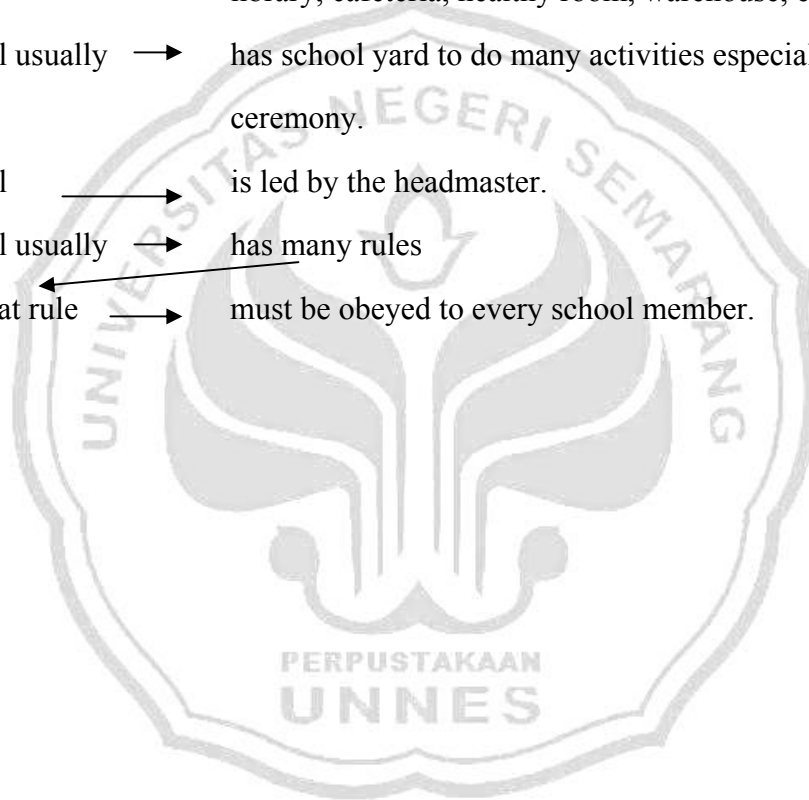 library, cafeteria, healthy room, warehouse,
l usually → has school yard to do many activities especial
ceremony.
l → is led by the headmaster.
l usually → has many rules
at rule → must be obeyed to every school member.
UNIVERSITAS NEGERI SEMARANG
PERPUSTAKAAN
UNNES